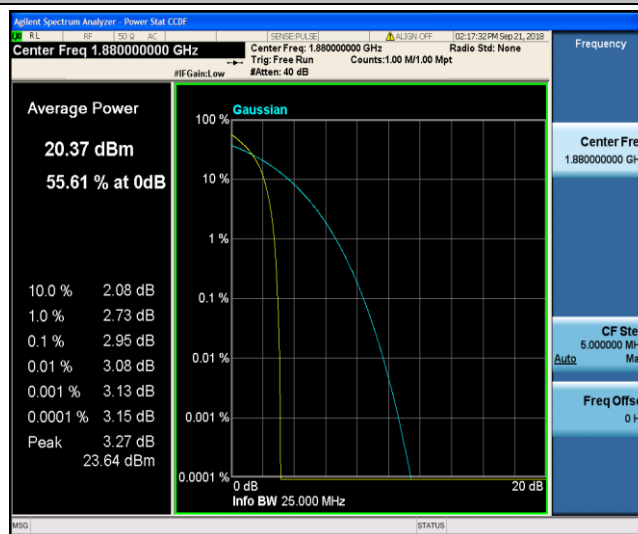 Agilent Spectrum Analyzer - Power Stat CCDF
RL RF 50 Ω AC SENSE:PULSE ALIGN OFF 02:17:32 PM Sep 21, 2018
Center Freq 1.880000000 GHz
Center Freq: 1.880000000 GHz Radio Std: None
Trig: Free Run Counts:1.00 M/1.00 Mpt
#IFGain:Low #Atten: 40 dB
Frequency
Average Power
20.37 dBm
55.61 % at 0dB
10.0 % 2.08 dB
1.0 % 2.73 dB
0.1 % 2.95 dB
0.01 % 3.08 dB
0.001 % 3.13 dB
0.0001 % 3.15 dB
Peak 3.27 dB
23.64 dBm
Gaussian
100 %
10 %
1 %
0.1 %
0.01 %
0.001 %
0.0001 %
0 dB 20 dB
Info BW 25.000 MHz
Center Fre
1.880000000 GH
CF Ste
5.000000 MH
Auto Ma
Freq Offse
0 H
MSG STATUS